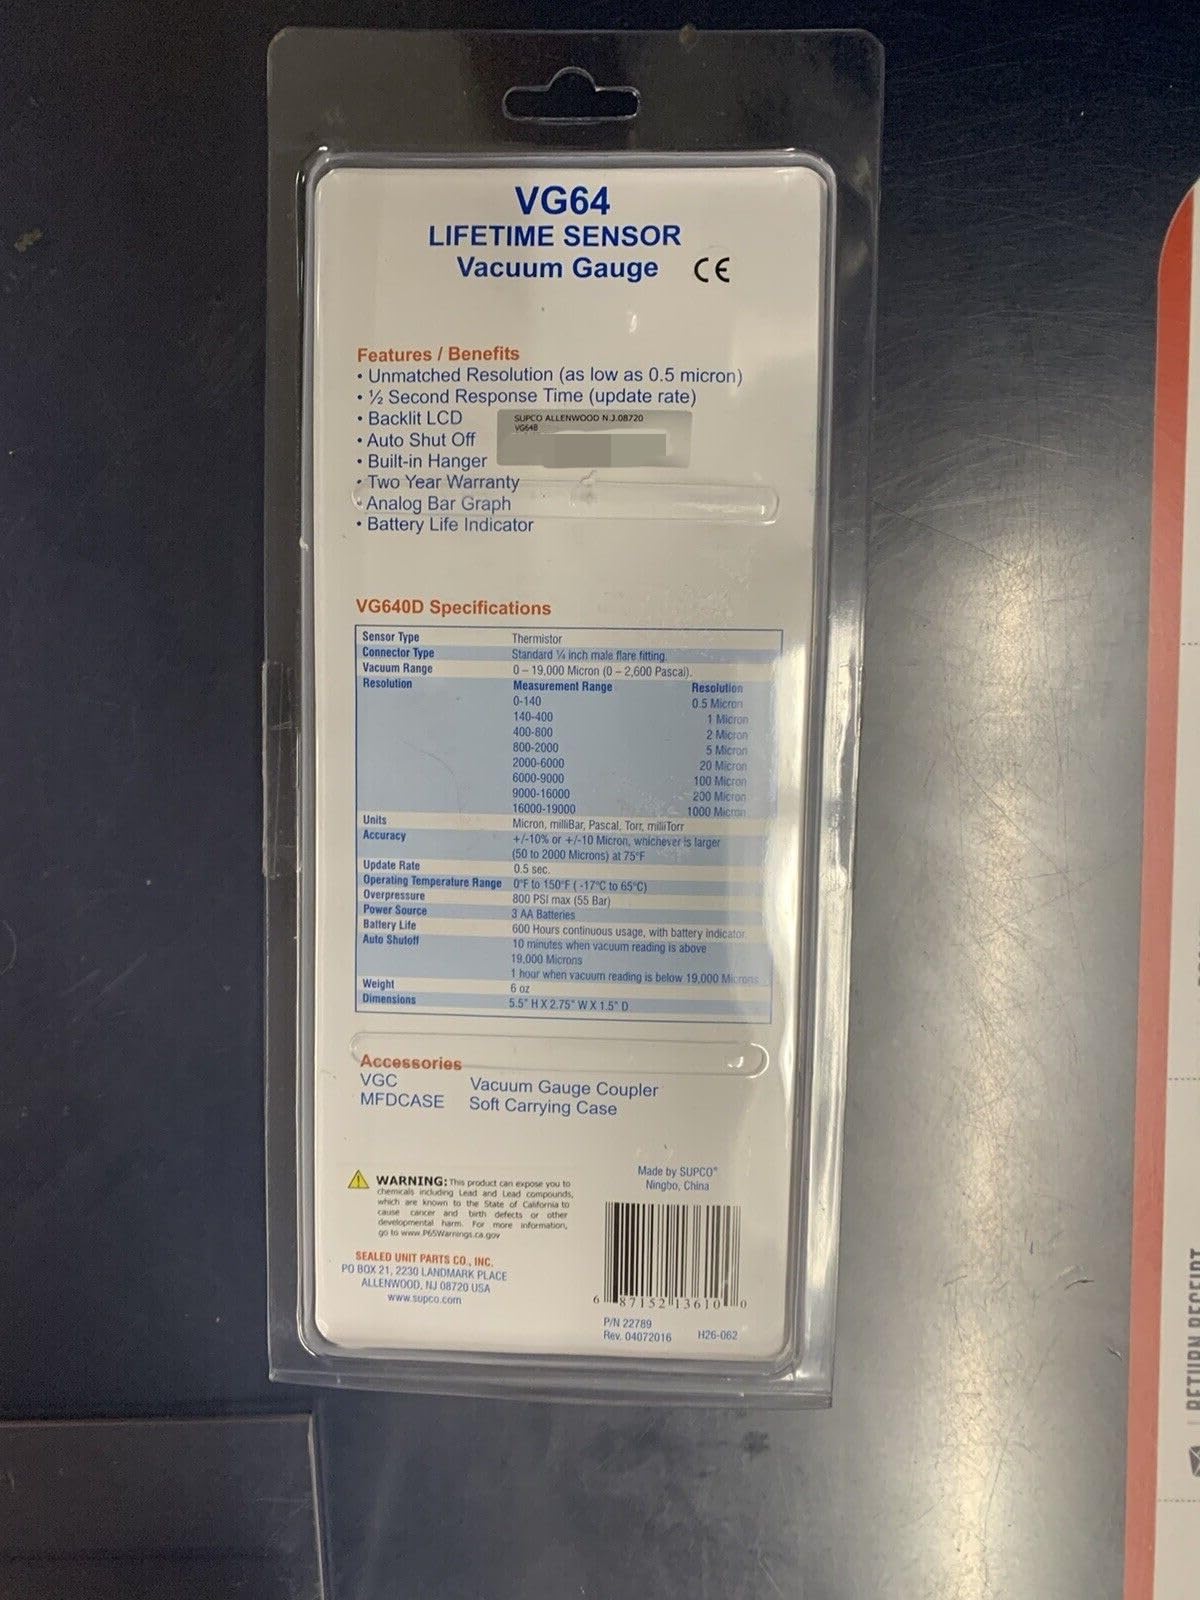 VG64
LIFETIME SENSOR
Vacuum Gauge CE
Features / Benefits
• Unmatched Resolution (as low as 0.5 micron)
• ½ Second Response Time (update rate)
• Backlit LCD
• Auto Shut Off
• Built-in Hanger
• Two Year Warranty
• Analog Bar Graph
• Battery Life Indicator
SUPCO ALLENWOOD N.J.08720
VG64B
VG640D Specifications
Sensor Type Thermistor
Connector Type Standard ¼ inch male flare fitting.
Vacuum Range 0 – 19,000 Micron (0 – 2,600 Pascal).
Resolution Measurement Range Resolution
0-140 0.5 Micron
140-400 1 Micron
400-800 2 Micron
800-2000 5 Micron
2000-6000 20 Micron
6000-9000 100 Micron
9000-16000 200 Micron
16000-19000 1000 Micron
Units Micron, milliBar, Pascal, Torr, milliTorr
Accuracy +/-10% or +/-10 Micron, whichever is larger
(50 to 2000 Microns) at 75°F
Update Rate 0.5 sec.
Operating Temperature Range 0°F to 150°F ( -17°C to 65°C)
Overpressure 800 PSI max (55 Bar)
Power Source 3 AA Batteries
Battery Life 600 Hours continuous usage, with battery indicator.
Auto Shutoff 10 minutes when vacuum reading is above
19,000 Microns
1 hour when vacuum reading is below 19,000 Microns
Weight 6 oz
Dimensions 5.5" H X 2.75" W X 1.5" D
Accessories
VGC Vacuum Gauge Coupler
MFDCASE Soft Carrying Case
WARNING: This product can expose you to
chemicals including Lead and Lead compounds,
which are known to the State of California to
cause cancer and birth defects or other
developmental harm. For more information,
go to www.P65Warnings.ca.gov
SEALED UNIT PARTS CO., INC.
PO BOX 21, 2230 LANDMARK PLACE
ALLENWOOD, NJ 08720 USA
www.supco.com
Made by SUPCO®
Ningbo, China
6 87152 13610 0
P/N 22789
Rev. 04072016 H26-062
RETURN RECEIPT